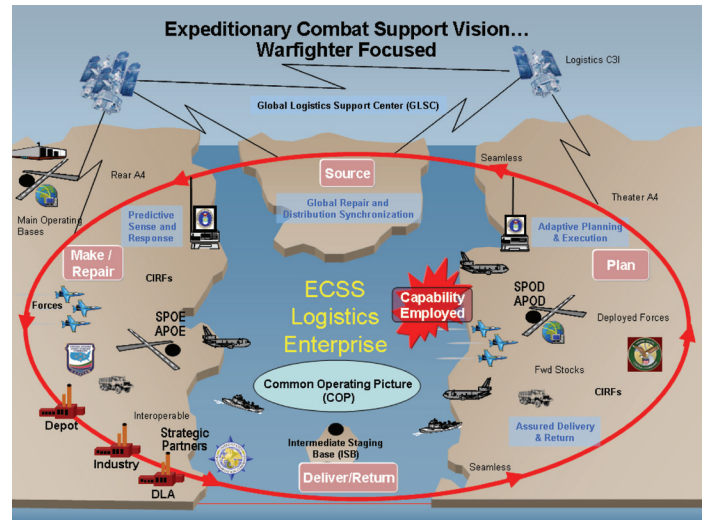 Expeditionary Combat Support Vision…
Warfighter Focused
Logistics C3I
Global Logistics Support Center (GLSC)
Rear A4
Source
Seamless
Theater A4
Main Operating
Bases
Predictive
Sense and
Response
Global Repair and
Distribution Synchronization
Adaptive Planning
& Execution
Make /
Repair
CIRFs
Plan
Forces
SPOE
APOE
ECSS
Logistics
Enterprise
Capability
Employed
SPOD
APOD
Deployed Forces
Fwd Stocks
CIRFs
Common Operating Picture
(COP)
Depot
Interoperable
Strategic
Partners
Industry
DLA
Intermediate Staging
Base (ISB)
Deliver/Return
Assured Delivery
& Return
Seamless